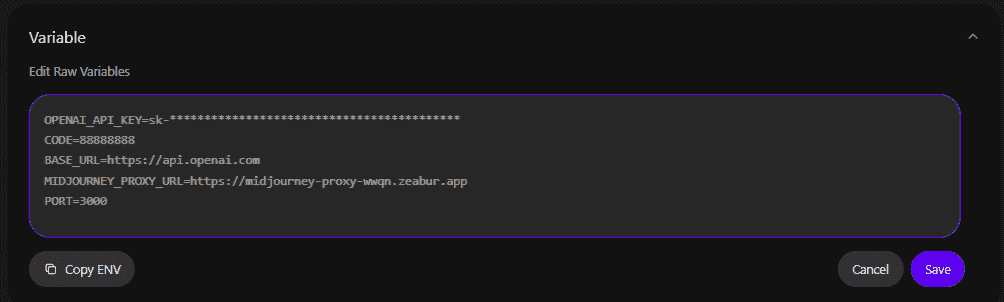 Variable
Edit Raw Variables
OPENAI_API_KEY=sk-******************************************
CODE=88888888
BASE_URL=https://api.openai.com
MIDJOURNEY_PROXY_URL=https://midjourney-proxy-wwqn.zeabur.app
PORT=3000
Copy ENV
Cancel
Save